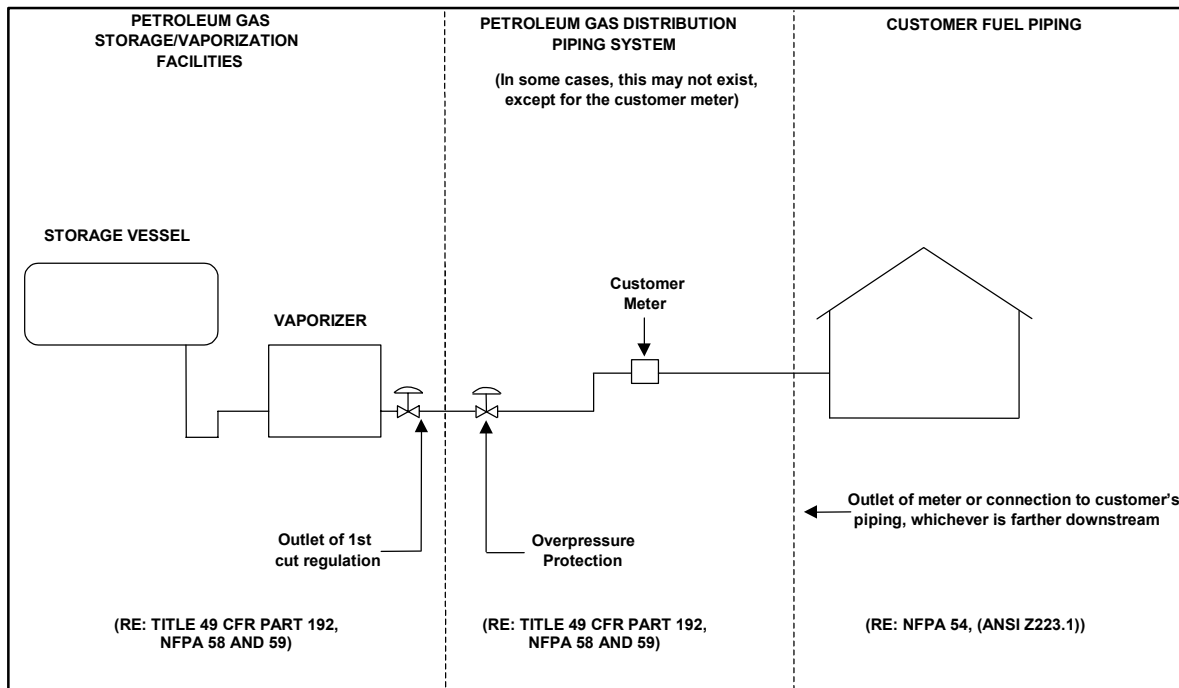 PETROLEUM GAS
STORAGE/VAPORIZATION
FACILITIES
PETROLEUM GAS DISTRIBUTION
PIPING SYSTEM
(In some cases, this may not exist,
except for the customer meter)
CUSTOMER FUEL PIPING
STORAGE VESSEL
VAPORIZER
Customer
Meter
Outlet of 1st
cut regulation
Overpressure
Protection
Outlet of meter or connection to customer’s
piping, whichever is farther downstream
(RE: TITLE 49 CFR PART 192,
NFPA 58 AND 59)
(RE: TITLE 49 CFR PART 192,
NFPA 58 AND 59)
(RE: NFPA 54, (ANSI Z223.1))